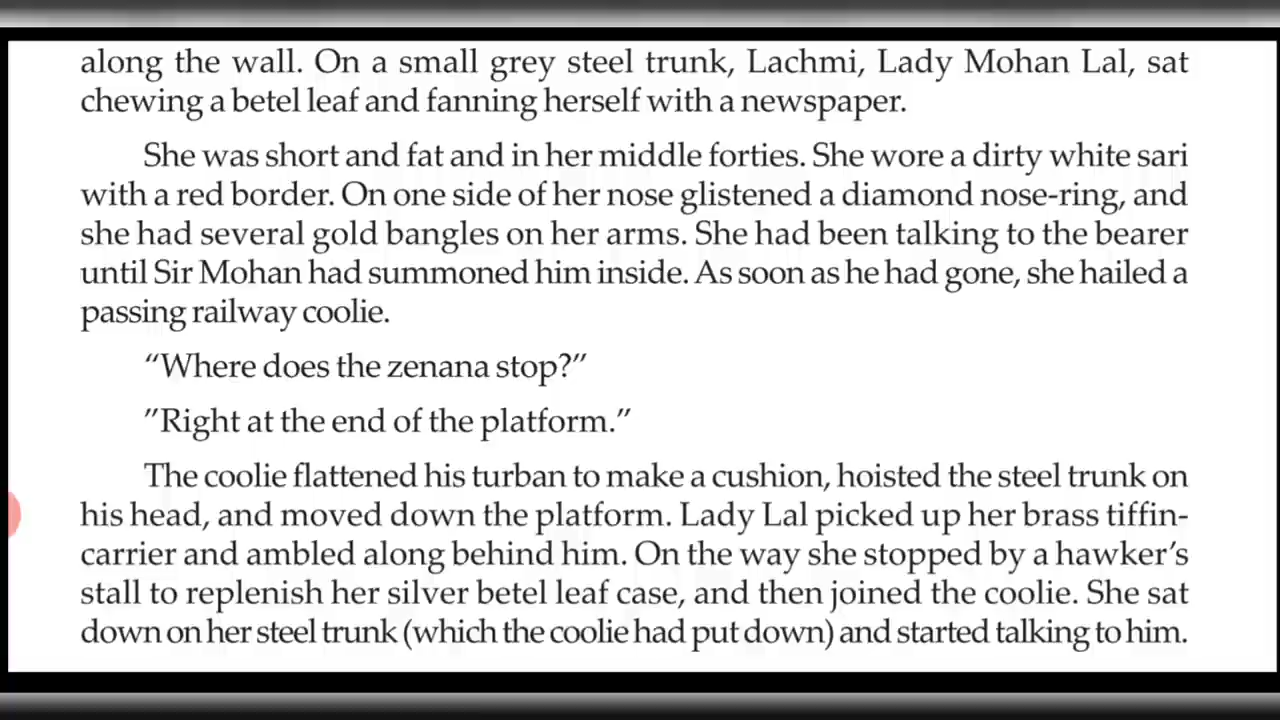 along the wall. On a small grey steel trunk, Lachmi, Lady Mohan Lal, sat
chewing a betel leaf and fanning herself with a newspaper.
She was short and fat and in her middle forties. She wore a dirty white sari
with a red border. On one side of her nose glistened a diamond nose-ring, and
she had several gold bangles on her arms. She had been talking to the bearer
until Sir Mohan had summoned him inside. As soon as he had gone, she hailed a
passing railway coolie.
“Where does the zenana stop?”
”Right at the end of the platform.”
The coolie flattened his turban to make a cushion, hoisted the steel trunk on
his head, and moved down the platform. Lady Lal picked up her brass tiffin-
carrier and ambled along behind him. On the way she stopped by a hawker’s
stall to replenish her silver betel leaf case, and then joined the coolie. She sat
down on her steel trunk (which the coolie had put down) and started talking to him.